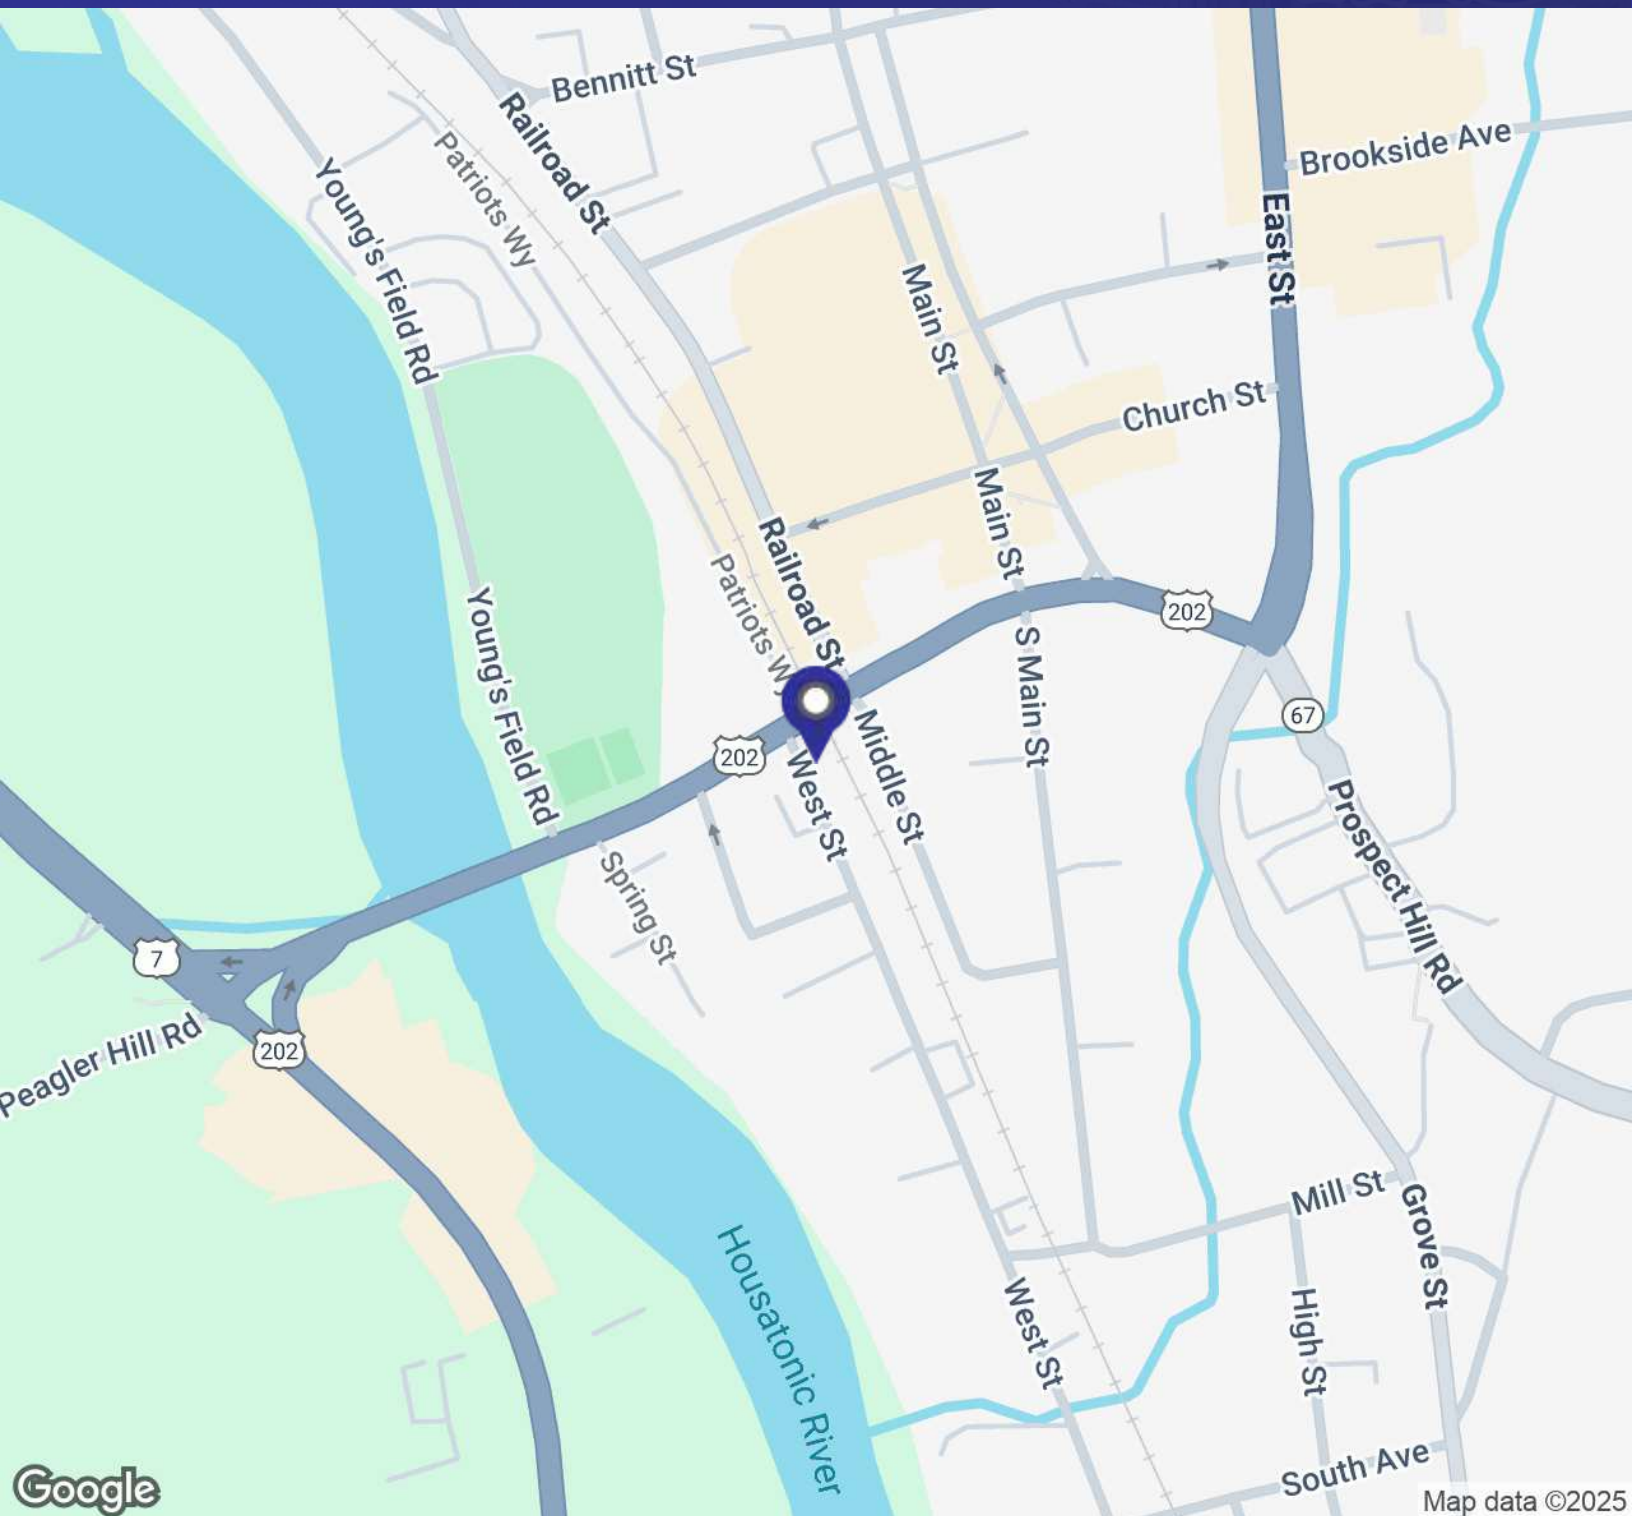 Bennitt St
Brookside Ave
Railroad St
Patriots Wy
Young's Field Rd
East St
Main St
Church St
Main St
Railroad St
Patriots Wy
Young's Field Rd
202
S Main St
67
202
West St
Middle St
Prospect Hill Rd
Spring St
7
202
Peagler Hill Rd
Mill St
Grove St
Housatonic River
West St
High St
South Ave
Google
Map data ©2025